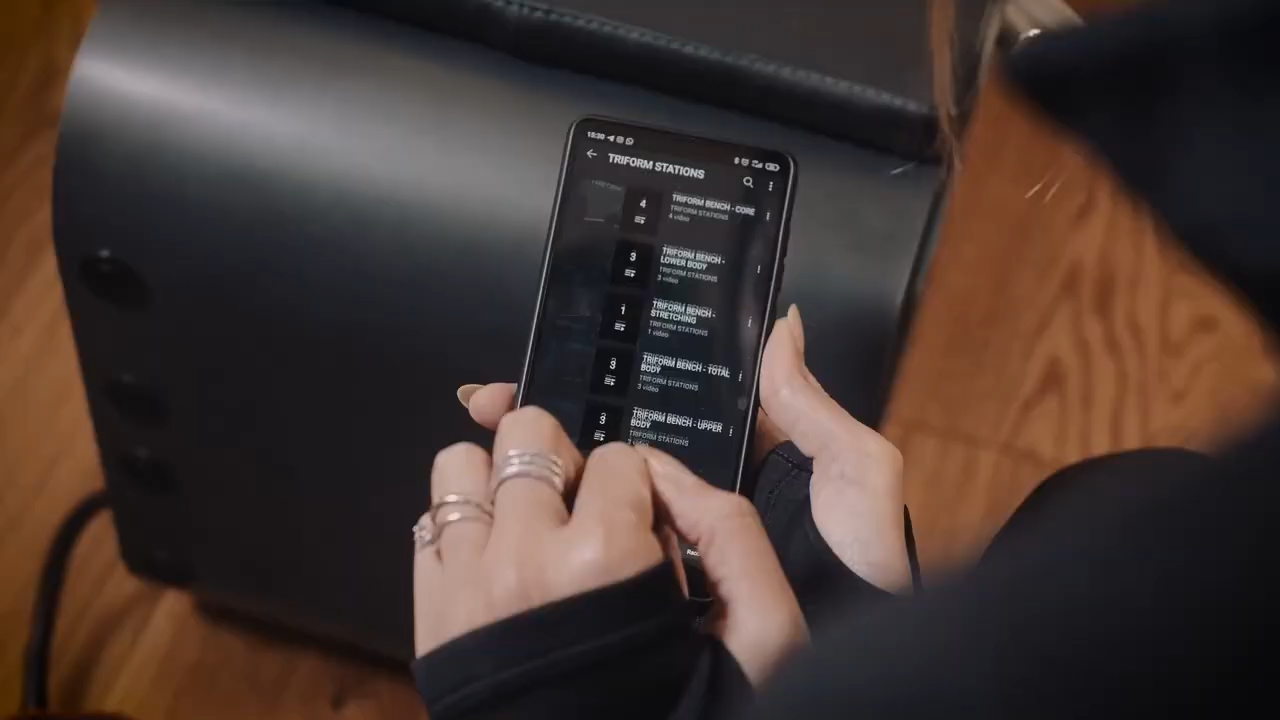 15:30
TRIFORM STATIONS
4
TRIFORM BENCH - CORE
TRIFORM STATIONS
4 video
3
TRIFORM BENCH -
LOWER BODY
TRIFORM STATIONS
3 video
1
TRIFORM BENCH -
STRETCHING
TRIFORM STATIONS
1 video
3
TRIFORM BENCH - TOTAL
BODY
TRIFORM STATIONS
3 video
3
TRIFORM BENCH - UPPER
BODY
TRIFORM STATIONS